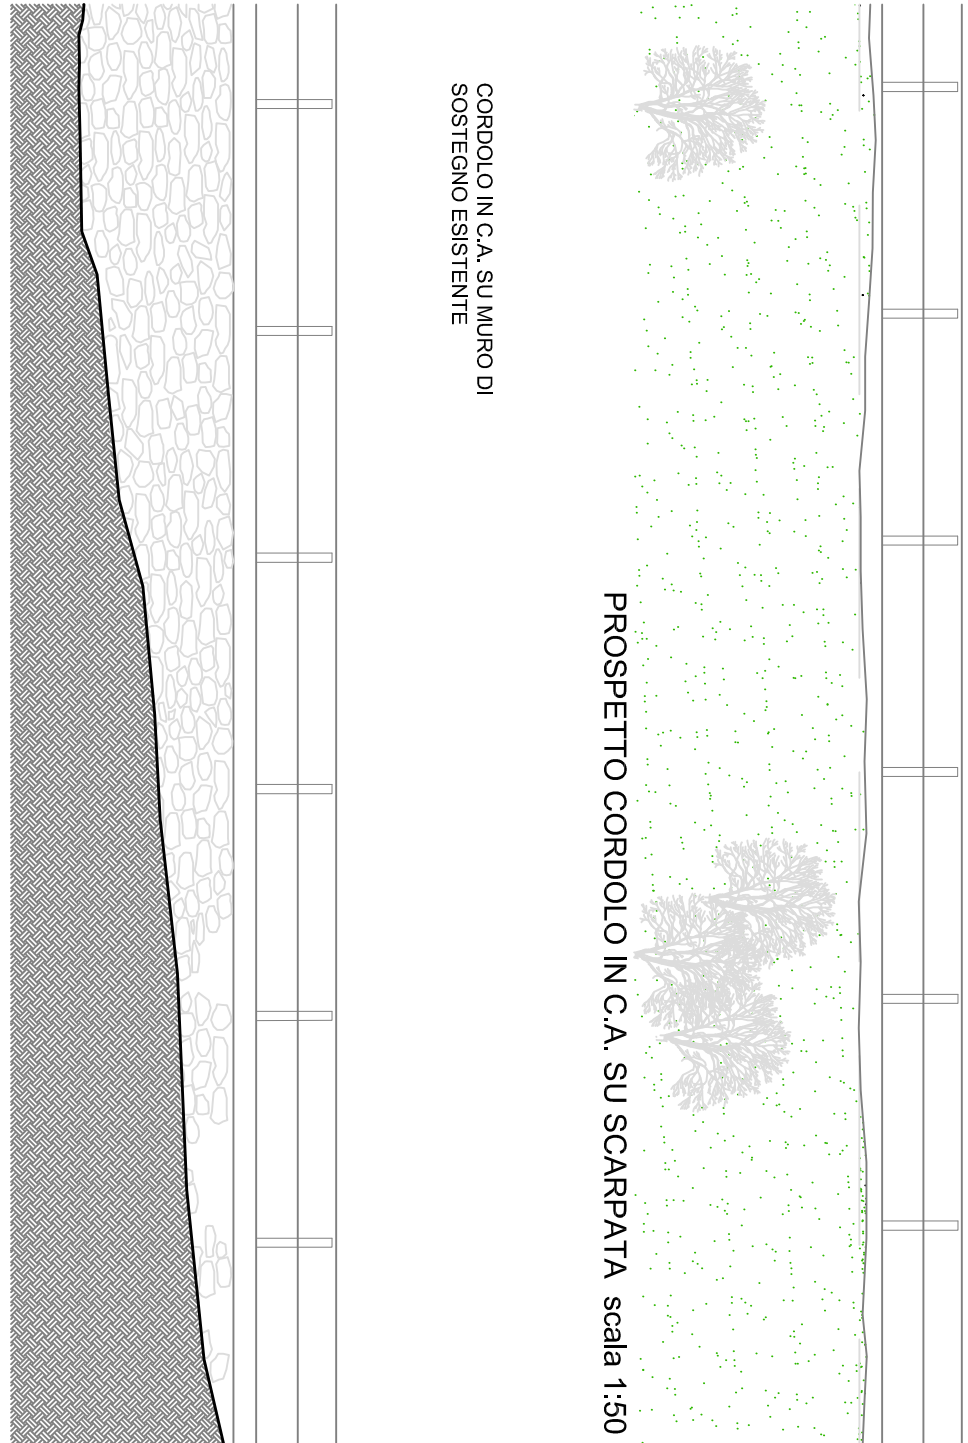 PROSPETTO CORDOLO IN C.A. SU SCARPATA scala 1:50
CORDOLO IN C.A. SU MURO DI
SOSTEGNO ESISTENTE